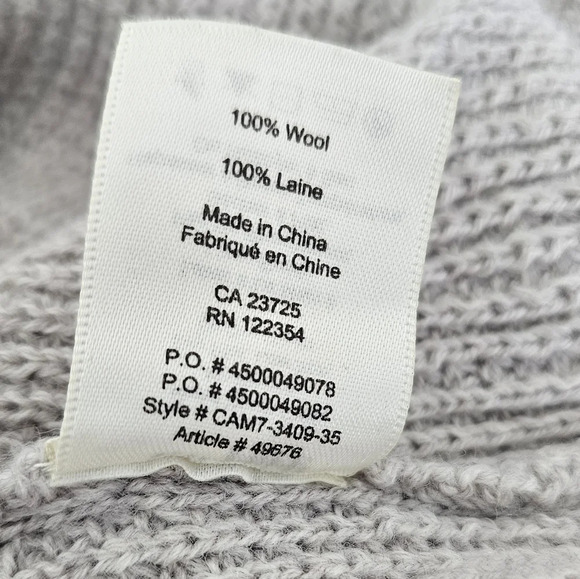 100% Wool
100% Laine
Made in China
Fabriqué en Chine
CA 23725
RN 122354
P.O. # 4500049078
P.O. # 4500049082
Style # CAM7-3409-35
Article # 49676